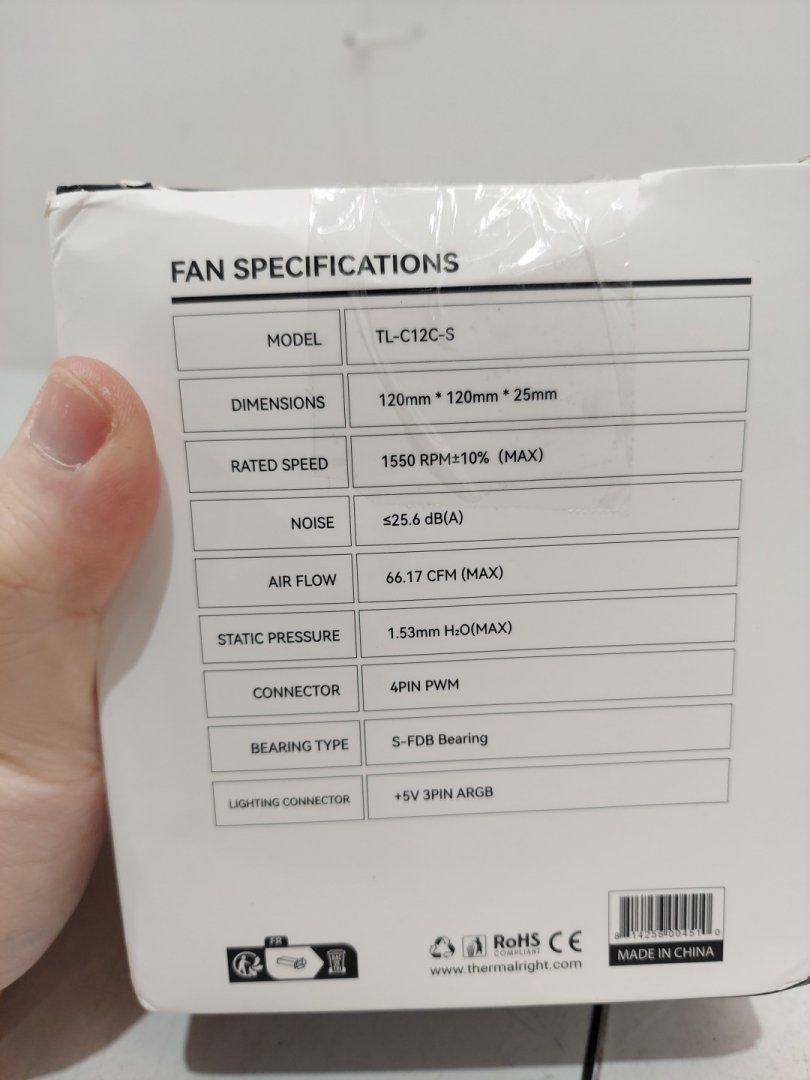 FAN SPECIFICATIONS
MODEL TL-C12C-S
DIMENSIONS 120mm * 120mm * 25mm
RATED SPEED 1550 RPM±10% (MAX)
NOISE ≤25.6 dB(A)
AIR FLOW 66.17 CFM (MAX)
STATIC PRESSURE 1.53mm H₂O(MAX)
CONNECTOR 4PIN PWM
BEARING TYPE S-FDB Bearing
LIGHTING CONNECTOR +5V 3PIN ARGB
FR
RoHS CE
COMPLIANT
www.thermalright.com
MADE IN CHINA